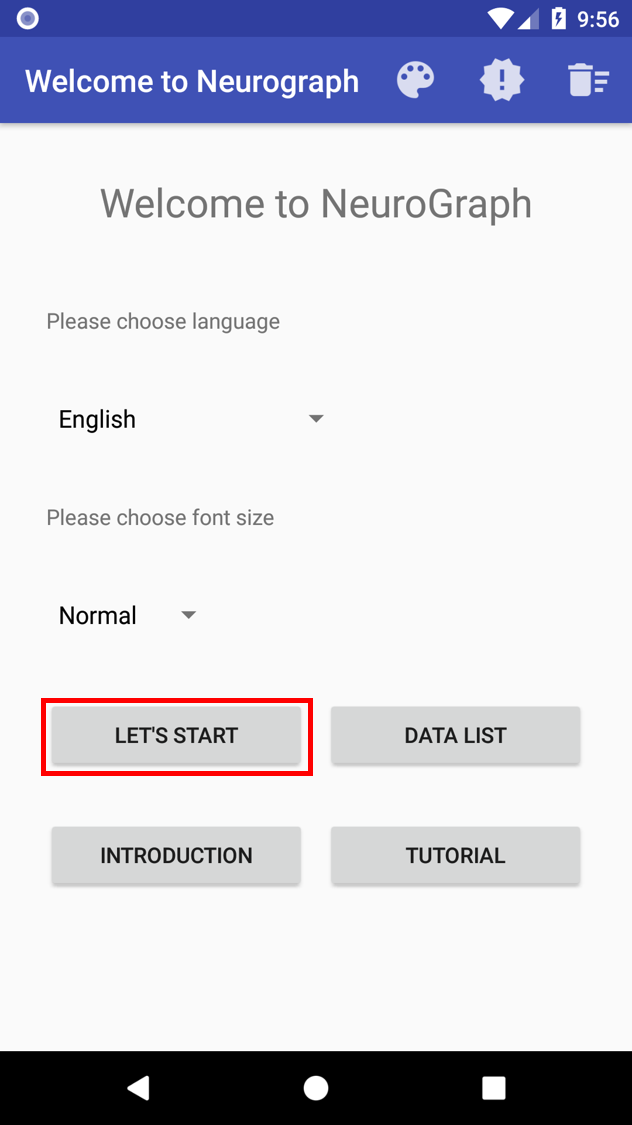 9:56
Welcome to Neurograph
Welcome to NeuroGraph
Please choose language
English
Please choose font size
Normal
LET'S START
DATA LIST
INTRODUCTION
TUTORIAL